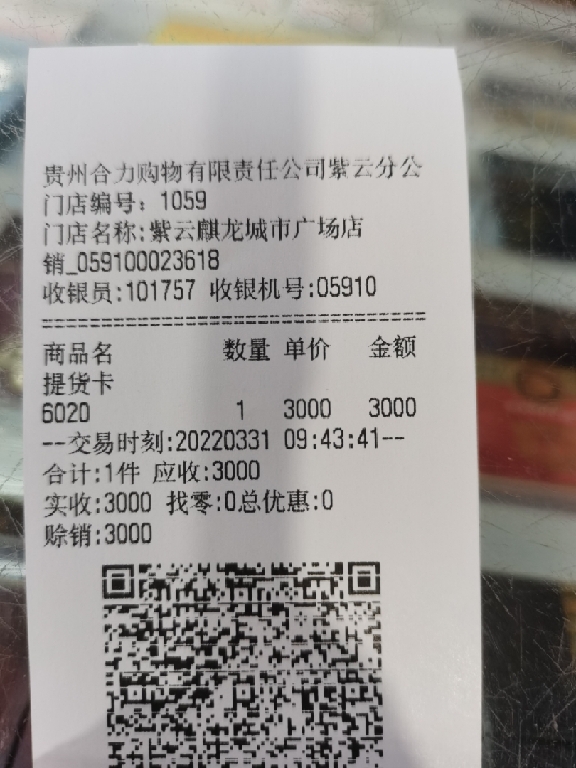 贵州合力购物有限责任公司紫云分公
门店编号：1059
门店名称:紫云麒龙城市广场店
销_059100023618
收银员:101757 收银机号:05910
================================
商品名 数量 单价 金额
提货卡
6020 1 3000 3000
--交易时刻:20220331 09:43:41--
合计:1件 应收:3000
实收:3000 找零:0总优惠:0
赊销:3000